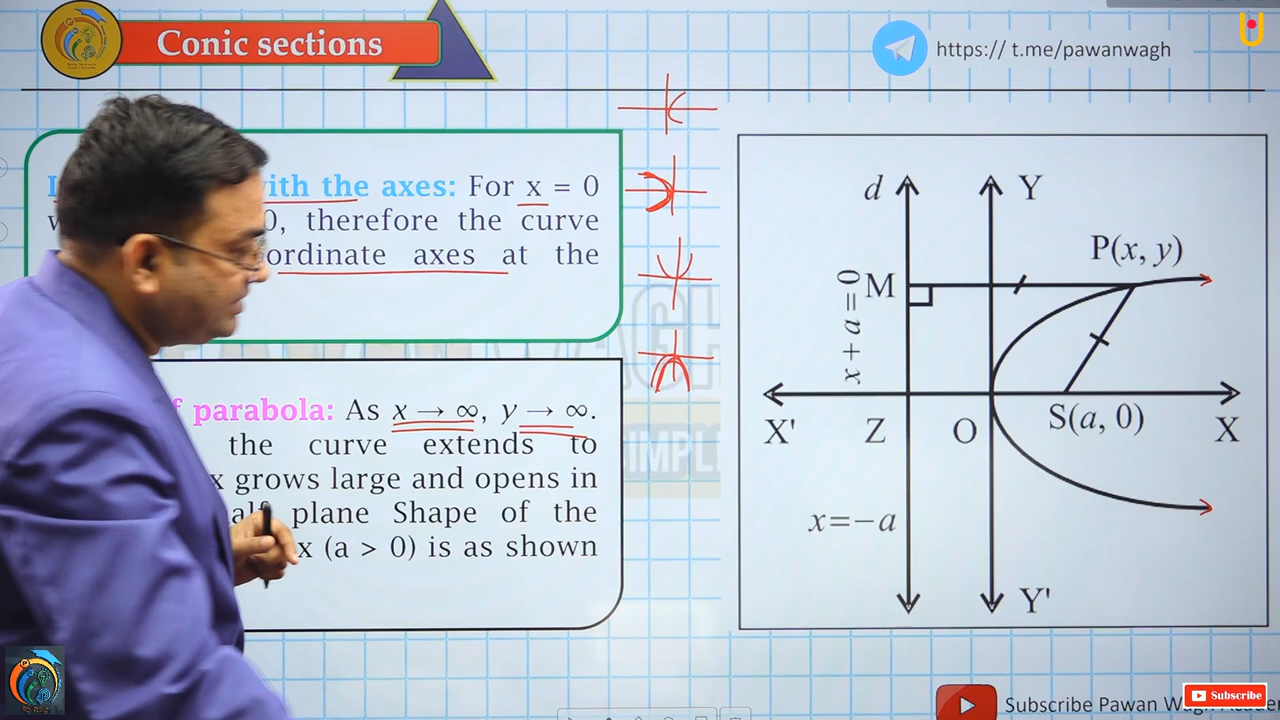 Conic sections
https:// t.me/pawanwagh
with the axes: For x = 0
0, therefore the curve
ordinate axes at the
parabola: As x → ∞, y → ∞.
the curve extends to
x grows large and opens in
plane Shape of the
x (a > 0) is as shown
d
Y
P(x, y)
M
x + a = 0
X'
Z
O
S(a, 0)
X
x=−a
Y'
Subscribe
Subscribe Pawan Wagh